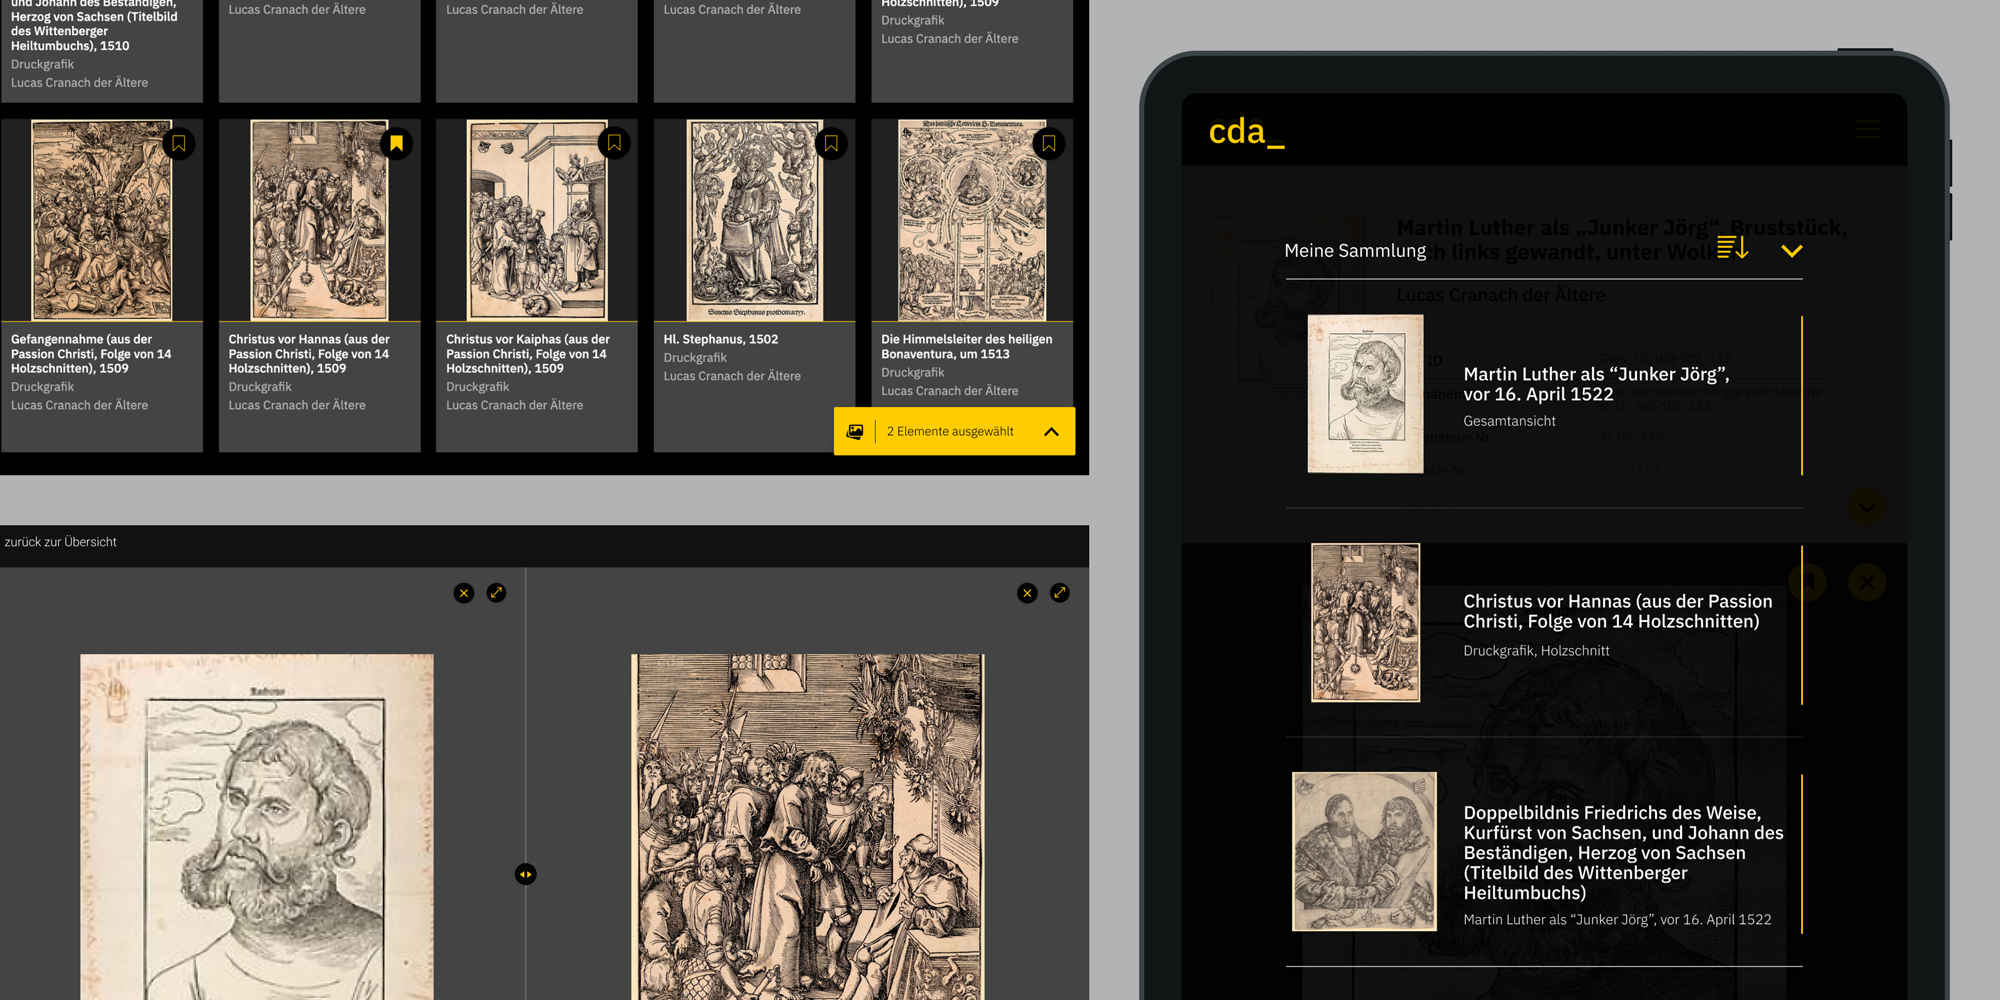 und Johann des Beständigen,
Herzog von Sachsen (Titelbild
des Wittenberger
Heiltumbuchs), 1510
Druckgrafik
Lucas Cranach der Ältere
Lucas Cranach der Ältere
Lucas Cranach der Ältere
Lucas Cranach der Ältere
Holzschnitten), 1509
Druckgrafik
Lucas Cranach der Ältere
Sanctus Stephanus prothomartyr.
Gefangennahme (aus der
Passion Christi, Folge von 14
Holzschnitten), 1509
Druckgrafik
Lucas Cranach der Ältere
Christus vor Hannas (aus der
Passion Christi, Folge von 14
Holzschnitten), 1509
Druckgrafik
Lucas Cranach der Ältere
Christus vor Kaiphas (aus der
Passion Christi, Folge von 14
Holzschnitten), 1509
Druckgrafik
Lucas Cranach der Ältere
Hl. Stephanus, 1502
Druckgrafik
Lucas Cranach der Ältere
Die Himmelsleiter des heiligen
Bonaventura, um 1513
Druckgrafik
Lucas Cranach der Ältere
2 Elemente ausgewählt
zurück zur Übersicht
cda_
Martin Luther als „Junker Jörg“, Bruststück,
links gewandt, unter
Lucas Cranach der Ältere
Meine Sammlung
Martin Luther als “Junker Jörg”,
vor 16. April 1522
Gesamtansicht
Christus vor Hannas (aus der Passion
Christi, Folge von 14 Holzschnitten)
Druckgrafik, Holzschnitt
Doppelbildnis Friedrichs des Weise,
Kurfürst von Sachsen, und Johann des
Beständigen, Herzog von Sachsen
(Titelbild des Wittenberger
Heiltumbuchs)
Martin Luther als “Junker Jörg”, vor 16. April 1522